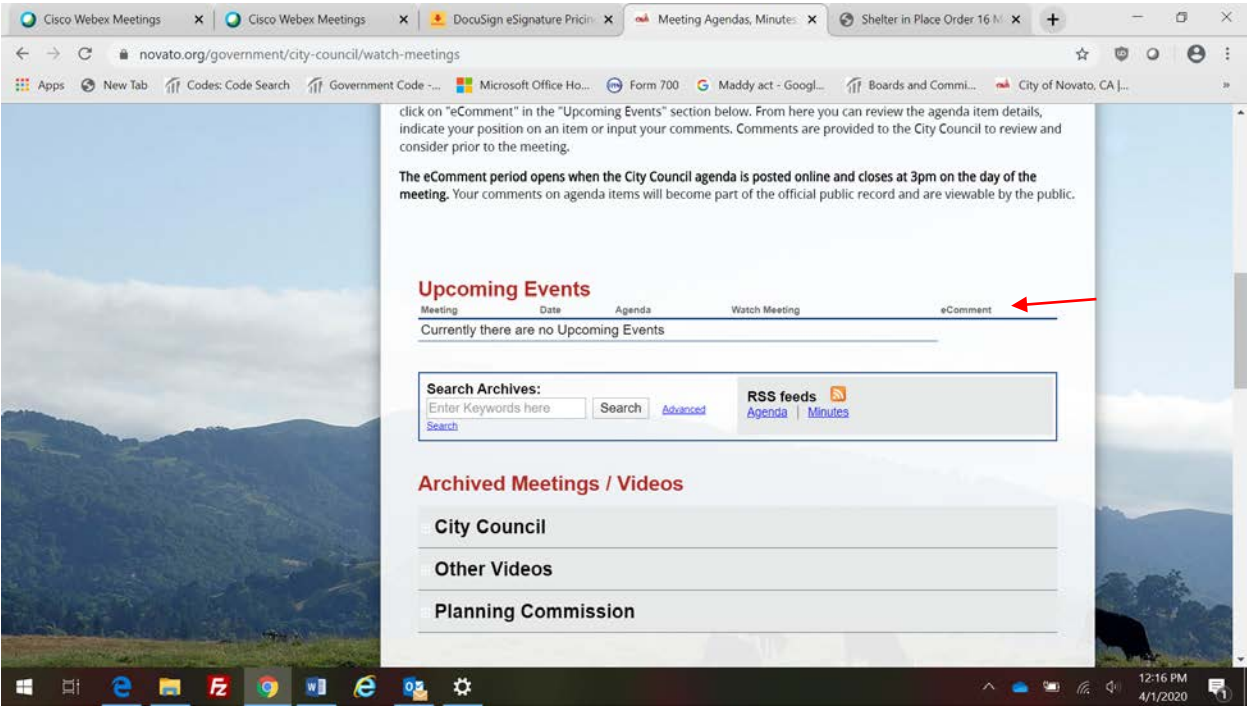 Cisco Webex Meetings
Cisco Webex Meetings
DocuSign eSignature Pricin
Meeting Agendas, Minutes
Shelter in Place Order 16 M
novato.org/government/city-council/watch-meetings
Apps New Tab Codes: Code Search Government Code -... Microsoft Office Ho... Form 700 Maddy act - Googl... Boards and Commi... City of Novato, CA |... »
click on "eComment" in the "Upcoming Events" section below. From here you can review the agenda item details,
indicate your position on an item or input your comments. Comments are provided to the City Council to review and
consider prior to the meeting.
The eComment period opens when the City Council agenda is posted online and closes at 3pm on the day of the
meeting. Your comments on agenda items will become part of the official public record and are viewable by the public.
Upcoming Events
Meeting Date Agenda Watch Meeting eComment
Currently there are no Upcoming Events
Search Archives:
Enter Keywords here Search Advanced
Search
RSS feeds
Agenda | Minutes
Archived Meetings / Videos
City Council
Other Videos
Planning Commission
12:16 PM
4/1/2020